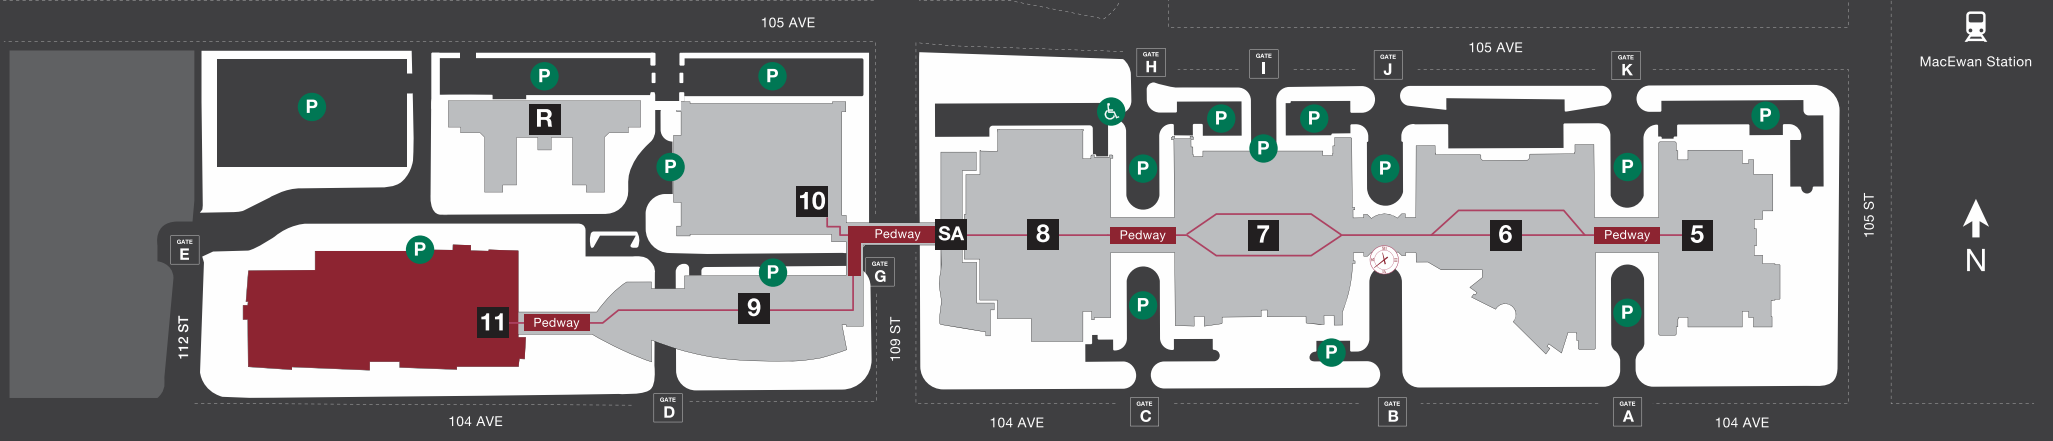 105 AVE
105 AVE
MacEwan Station
GATE
H
GATE
I
GATE
J
GATE
K
P
P
P
P
R
P
P
P
P
P
P
P
P
10
105 ST
GATE
E
P
Pedway
SA
8
Pedway
7
6
Pedway
5
N
GATE
G
P
9
11
Pedway
P
P
P
112 ST
109 ST
GATE
D
GATE
C
GATE
B
GATE
A
104 AVE
104 AVE
104 AVE